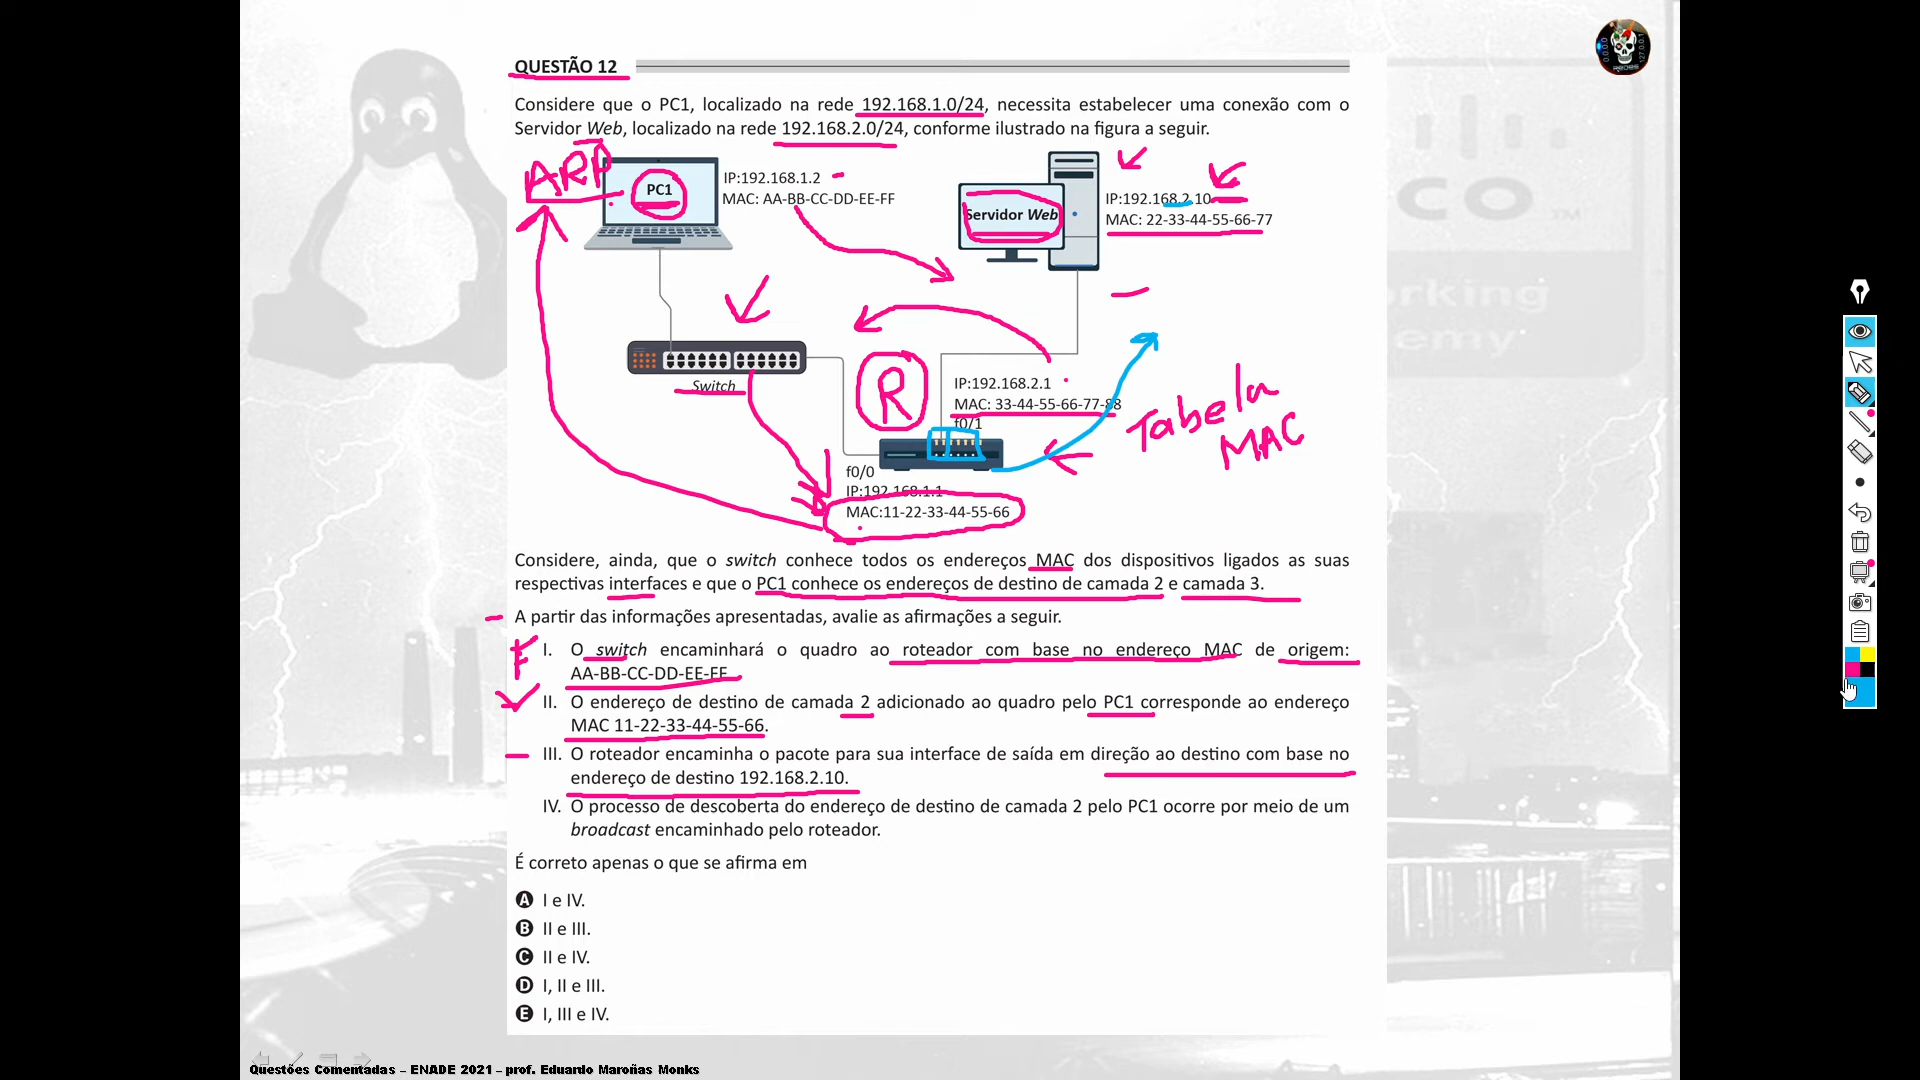 QUESTÃO 12
Considere que o PC1, localizado na rede 192.168.1.0/24, necessita estabelecer uma conexão com o
Servidor Web, localizado na rede 192.168.2.0/24, conforme ilustrado na figura a seguir.
ARP
PC1
IP:192.168.1.2
MAC: AA-BB-CC-DD-EE-FF
Servidor Web
IP:192.168.2.10
MAC: 22-33-44-55-66-77
Switch
R
IP:192.168.2.1
MAC: 33-44-55-66-77-88
f0/1
Tabela
MAC
f0/0
IP:192.168.1.1
MAC:11-22-33-44-55-66
Considere, ainda, que o switch conhece todos os endereços MAC dos dispositivos ligados as suas
respectivas interfaces e que o PC1 conhece os endereços de destino de camada 2 e camada 3.
A partir das informações apresentadas, avalie as afirmações a seguir.
F I. O switch encaminhará o quadro ao roteador com base no endereço MAC de origem:
AA-BB-CC-DD-EE-FF
II. O endereço de destino de camada 2 adicionado ao quadro pelo PC1 corresponde ao endereço
MAC 11-22-33-44-55-66.
III. O roteador encaminha o pacote para sua interface de saída em direção ao destino com base no
endereço de destino 192.168.2.10.
IV. O processo de descoberta do endereço de destino de camada 2 pelo PC1 ocorre por meio de um
broadcast encaminhado pelo roteador.
É correto apenas o que se afirma em
A I e IV.
B II e III.
C II e IV.
D I, II e III.
E I, III e IV.
Questões Comentadas – ENADE 2021 – prof. Eduardo Maroñas Monks